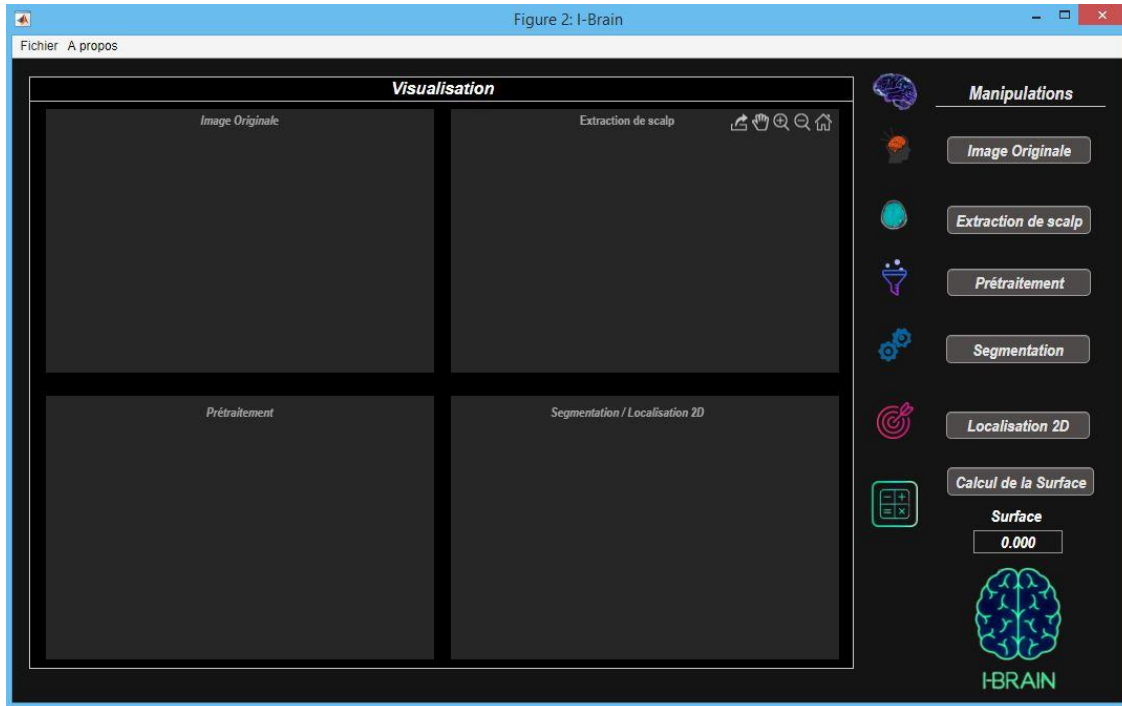 Figure 2: I-Brain
Fichier A propos
Visualisation
Image Originale
Extraction de scalp
Prétraitement
Segmentation / Localisation 2D
Manipulations
Image Originale
Extraction de scalp
Prétraitement
Segmentation
Localisation 2D
Calcul de la Surface
Surface
0.000
I-BRAIN